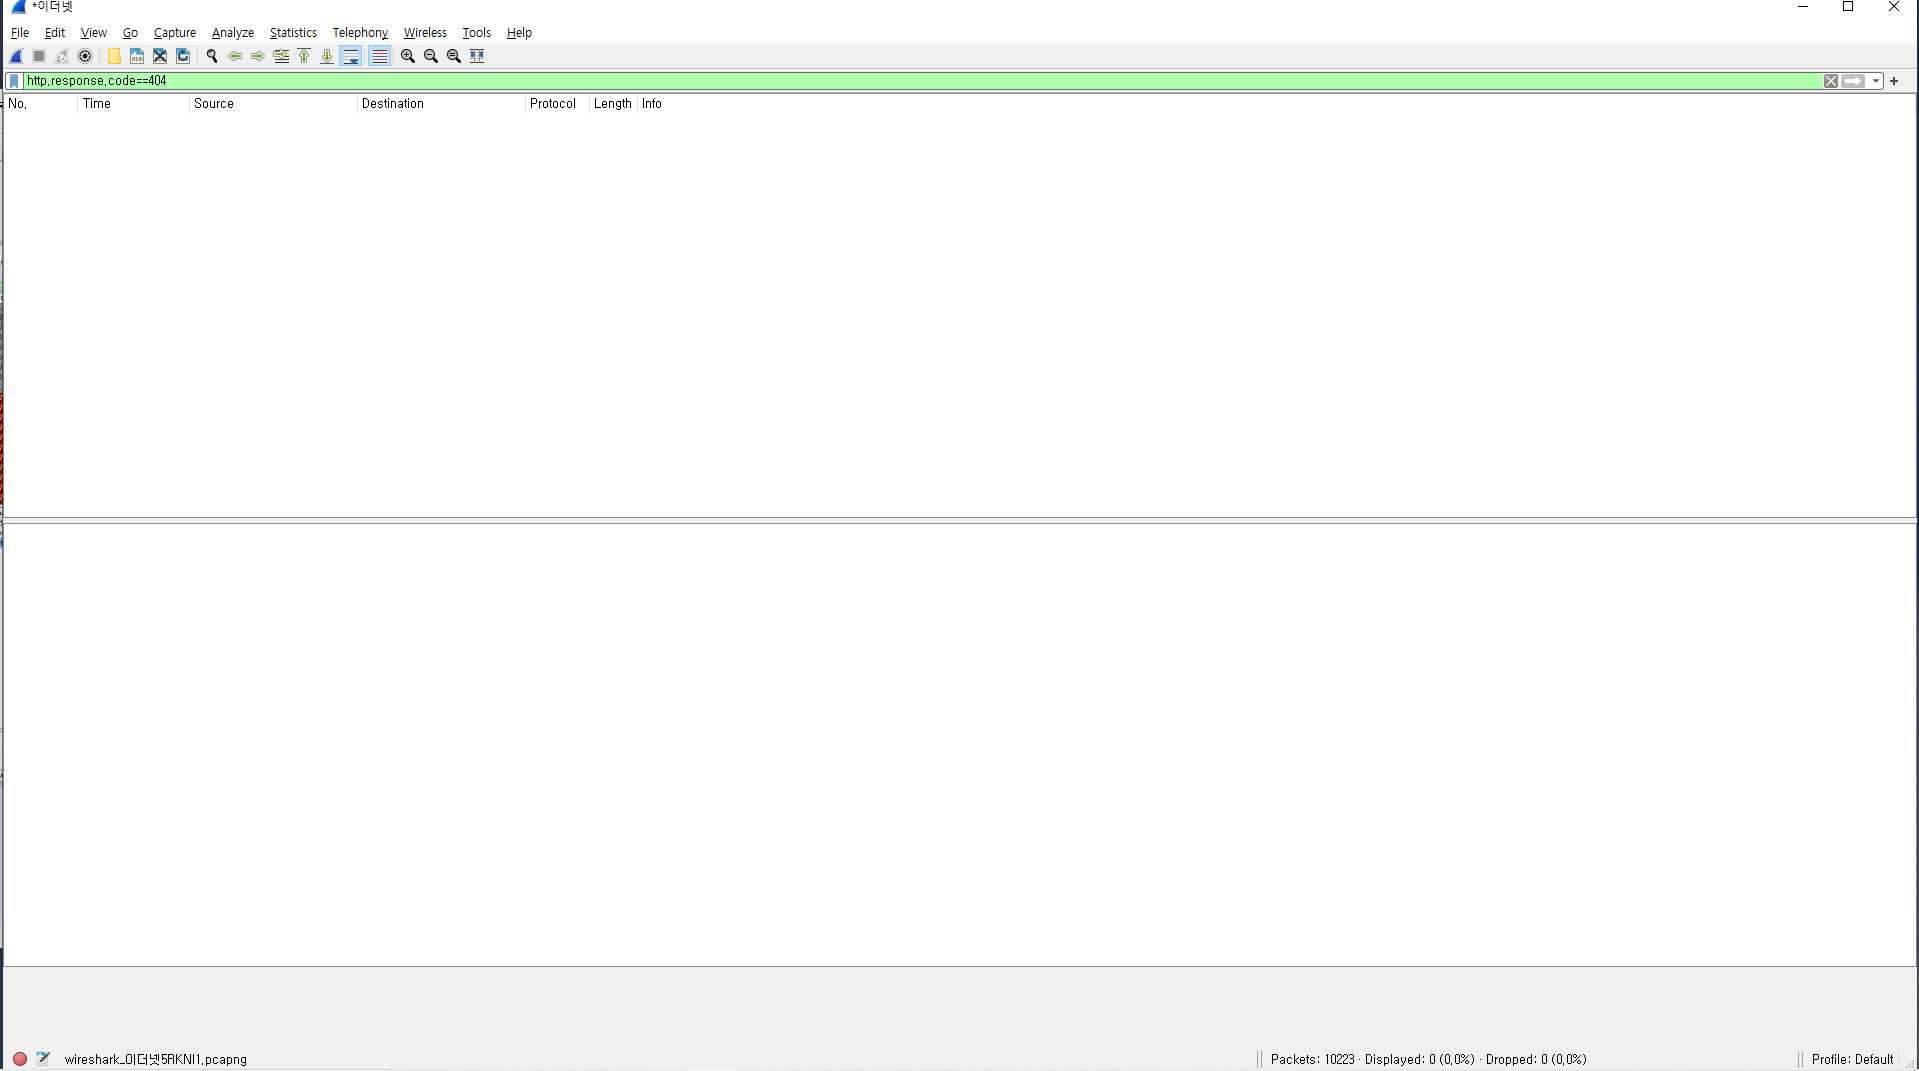 *이더넷
File Edit View Go Capture Analyze Statistics Telephony Wireless Tools Help
http.response.code==404
No. Time Source Destination Protocol Length Info
wireshark_이더넷5RKNI1.pcapng
Packets: 10223 · Displayed: 0 (0.0%) · Dropped: 0 (0.0%)
Profile: Default